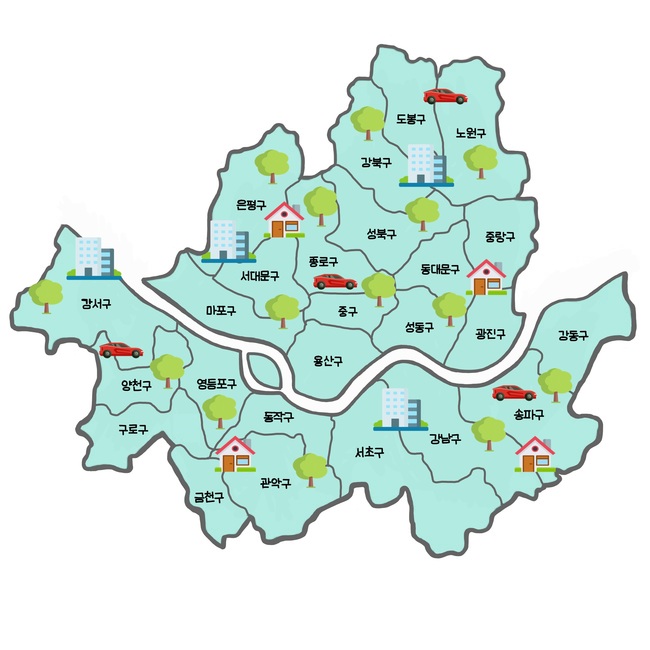 도봉구
노원구
강북구
은평구
성북구
중랑구
종로구
동대문구
서대문구
강서구
마포구
중구
성동구
광진구
강동구
용산구
양천구
영등포구
동작구
송파구
구로구
서초구
강남구
관악구
금천구